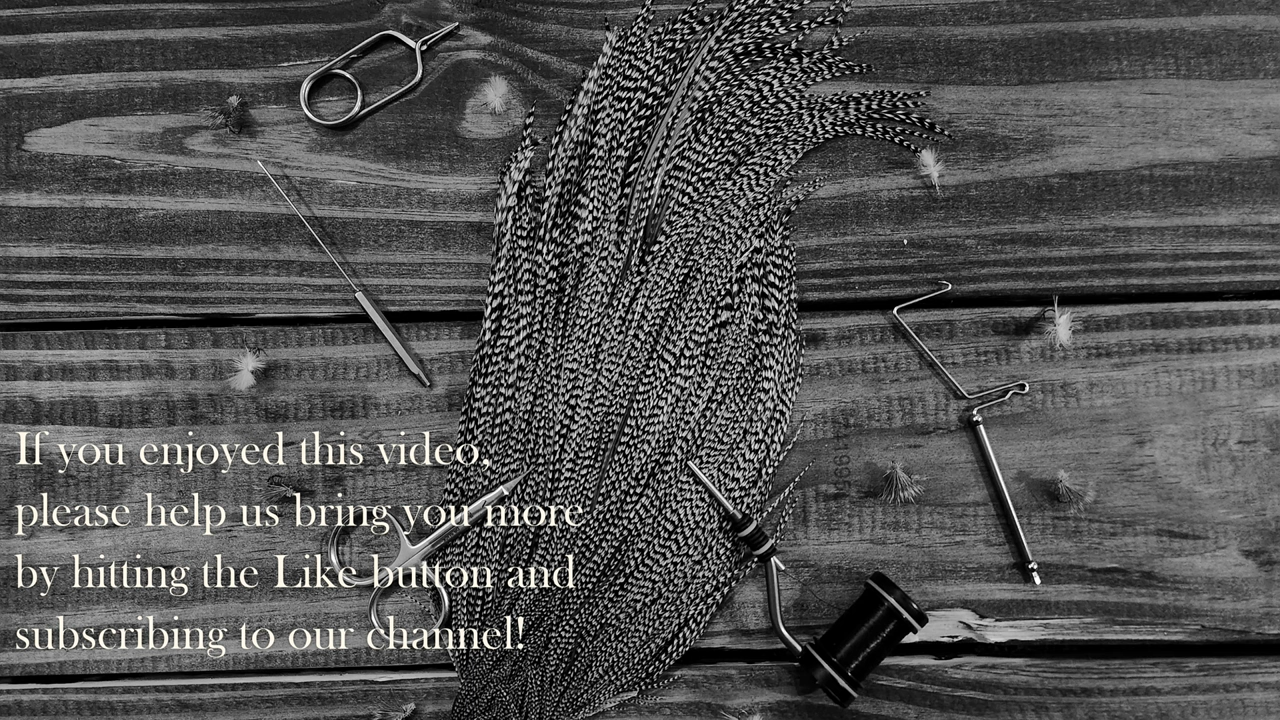 If you enjoyed this video,
please help us bring you more
by hitting the Like button and
subscribing to our channel!